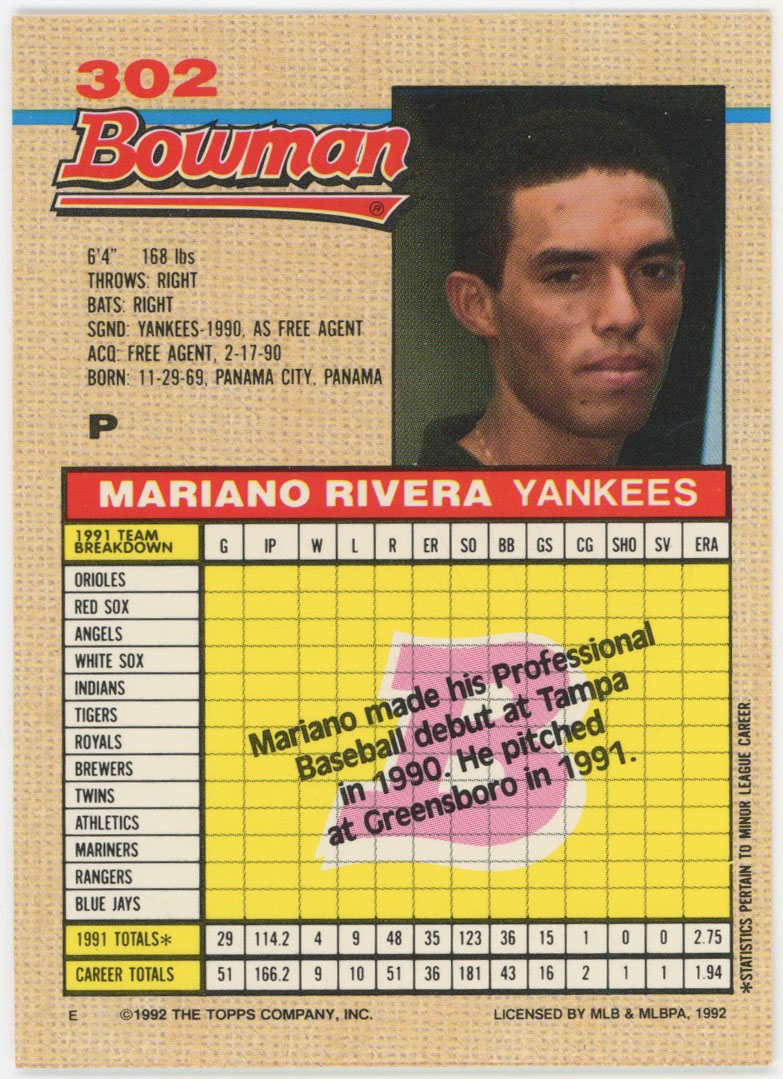 302
Bowman
®
6'4" 168 lbs
THROWS: RIGHT
BATS: RIGHT
SGND: YANKEES-1990, AS FREE AGENT
ACQ: FREE AGENT, 2-17-90
BORN: 11-29-69, PANAMA CITY, PANAMA
P
MARIANO RIVERA YANKEES
1991 TEAM
BREAKDOWN G IP W L R ER SO BB GS CG SHO SV ERA
ORIOLES
RED SOX
ANGELS
WHITE SOX
INDIANS
TIGERS
ROYALS
BREWERS
TWINS
ATHLETICS
MARINERS
RANGERS
BLUE JAYS
B
Mariano made his Professional
Baseball debut at Tampa
in 1990. He pitched
at Greensboro in 1991.
1991 TOTALS* 29 114.2 4 9 48 35 123 36 15 1 0 0 2.75
CAREER TOTALS 51 166.2 9 10 51 36 181 43 16 2 1 1 1.94
*STATISTICS PERTAIN TO MINOR LEAGUE CAREER.
E ©1992 THE TOPPS COMPANY, INC. LICENSED BY MLB & MLBPA, 1992